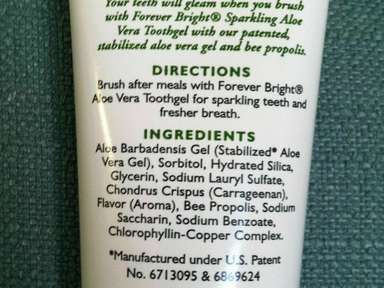 Your teeth will gleam when you brush
with Forever Bright® Sparkling Aloe
Vera Toothgel with our patented,
stabilized aloe vera gel and bee propolis.
DIRECTIONS
Brush after meals with Forever Bright®
Aloe Vera Toothgel for sparkling teeth and
fresher breath.
INGREDIENTS
Aloe Barbadensis Gel (Stabilized* Aloe
Vera Gel), Sorbitol, Hydrated Silica,
Glycerin, Sodium Lauryl Sulfate,
Chondrus Crispus (Carrageenan),
Flavor (Aroma), Bee Propolis, Sodium
Saccharin, Sodium Benzoate,
Chlorophyllin-Copper Complex.
*Manufactured under U.S. Patent
No. 6713095 & 6869624